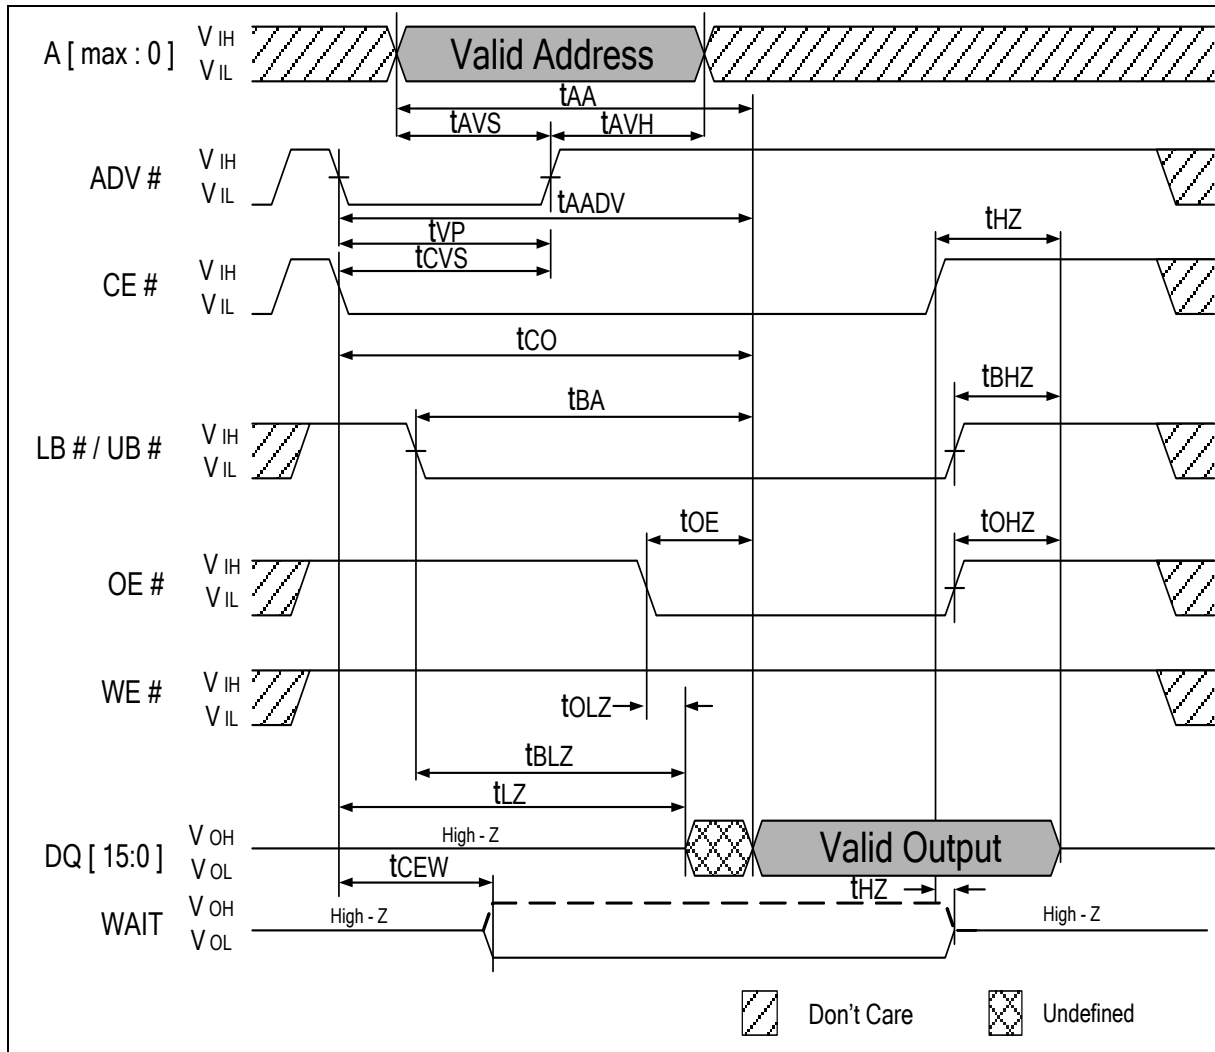 A [ max : 0 ]
V IH
V IL
Valid Address
tAA
tAVS
tAVH
ADV #
V IH
V IL
tAADV
tVP
tHZ
tCVS
CE #
V IH
V IL
tCO
tBHZ
tBA
LB # / UB #
V IH
V IL
tOE
tOHZ
OE #
V IH
V IL
WE #
V IH
V IL
tOLZ
tBLZ
tLZ
DQ [ 15:0 ]
V OH
V OL
High - Z
Valid Output
tCEW
tHZ
WAIT
V OH
V OL
High - Z
High - Z
Don't Care
Undefined